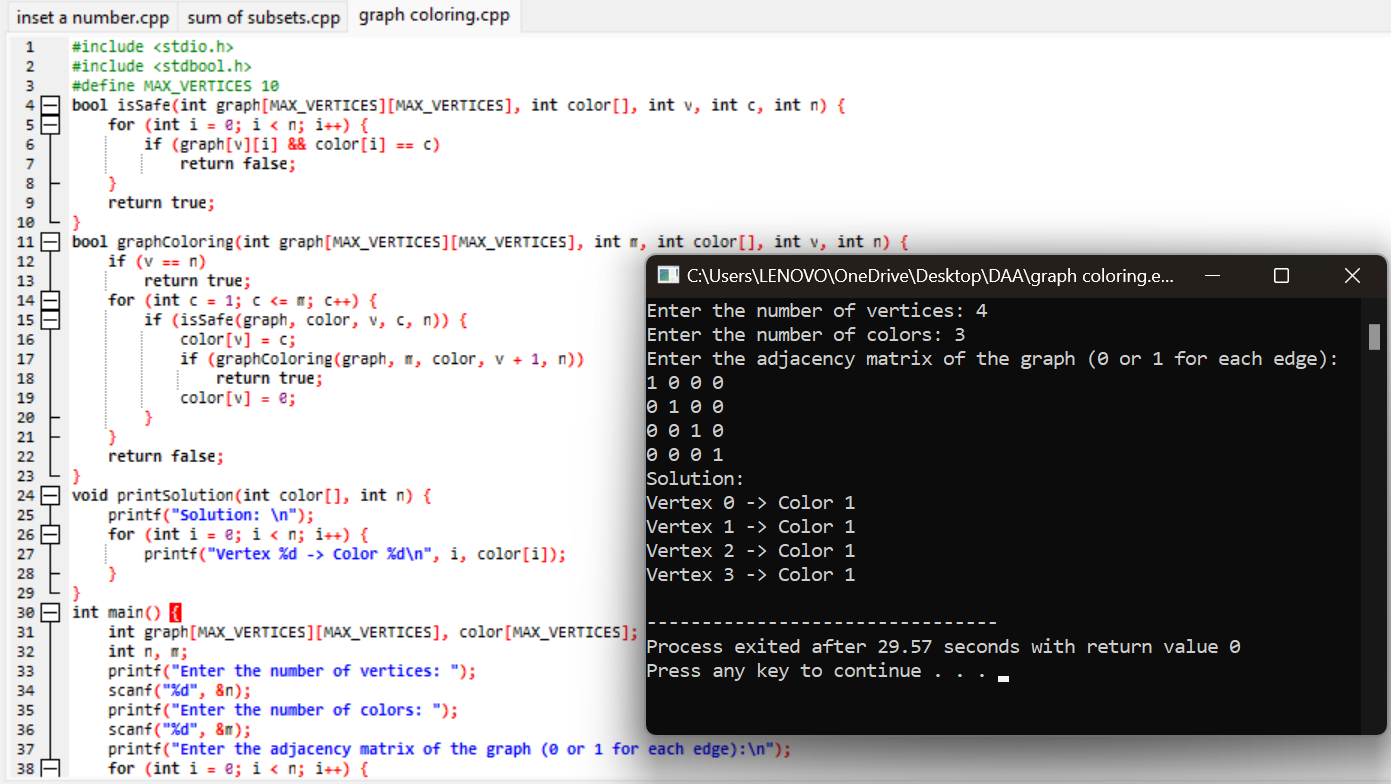 inset a number.cpp sum of subsets.cpp graph coloring.cpp
1 #include <stdio.h>
2 #include <stdbool.h>
3 #define MAX_VERTICES 10
4 bool isSafe(int graph[MAX_VERTICES][MAX_VERTICES], int color[], int v, int c, int n) {
5 for (int i = 0; i < n; i++) {
6 if (graph[v][i] && color[i] == c)
7 return false;
8 }
9 return true;
10 }
11 bool graphColoring(int graph[MAX_VERTICES][MAX_VERTICES], int m, int color[], int v, int n) {
12 if (v == n)
13 return true;
14 for (int c = 1; c <= m; c++) {
15 if (isSafe(graph, color, v, c, n)) {
16 color[v] = c;
17 if (graphColoring(graph, m, color, v + 1, n))
18 return true;
19 color[v] = 0;
20 }
21 }
22 return false;
23 }
24 void printSolution(int color[], int n) {
25 printf("Solution: \n");
26 for (int i = 0; i < n; i++) {
27 printf("Vertex %d -> Color %d\n", i, color[i]);
28 }
29 }
30 int main() {
31 int graph[MAX_VERTICES][MAX_VERTICES], color[MAX_VERTICES];
32 int n, m;
33 printf("Enter the number of vertices: ");
34 scanf("%d", &n);
35 printf("Enter the number of colors: ");
36 scanf("%d", &m);
37 printf("Enter the adjacency matrix of the graph (0 or 1 for each edge):\n");
38 for (int i = 0; i < n; i++) {
C:\Users\LENOVO\OneDrive\Desktop\DAA\graph coloring.e...
Enter the number of vertices: 4
Enter the number of colors: 3
Enter the adjacency matrix of the graph (0 or 1 for each edge):
1 0 0 0
0 1 0 0
0 0 1 0
0 0 0 1
Solution:
Vertex 0 -> Color 1
Vertex 1 -> Color 1
Vertex 2 -> Color 1
Vertex 3 -> Color 1
--------------------------------
Process exited after 29.57 seconds with return value 0
Press any key to continue . . .